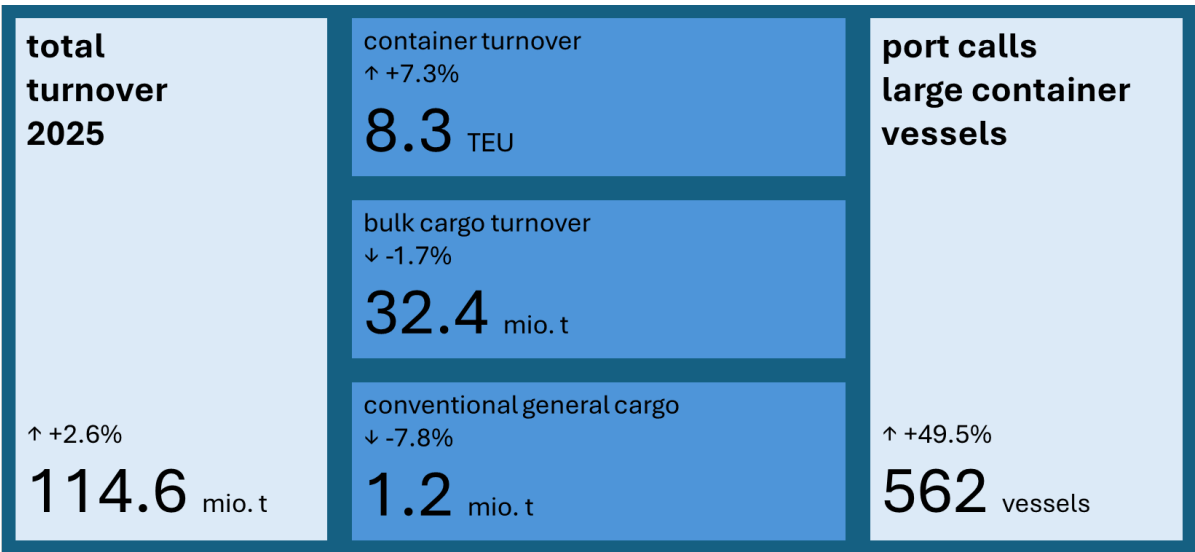 total
turnover
2025
↑ +2.6%
114.6 mio. t
container turnover
↑ +7.3%
8.3 TEU
bulk cargo turnover
↓ -1.7%
32.4 mio. t
conventional general cargo
↓ -7.8%
1.2 mio. t
port calls
large container
vessels
↑ +49.5%
562 vessels